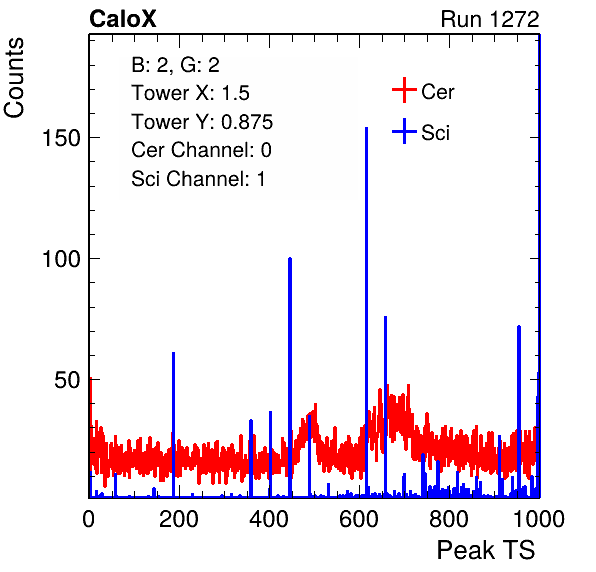 CaloX
Run 1272
Counts
B: 2, G: 2
Tower X: 1.5
Tower Y: 0.875
Cer Channel: 0
Sci Channel: 1
Cer
Sci
150
100
50
0 200 400 600 800 1000
Peak TS